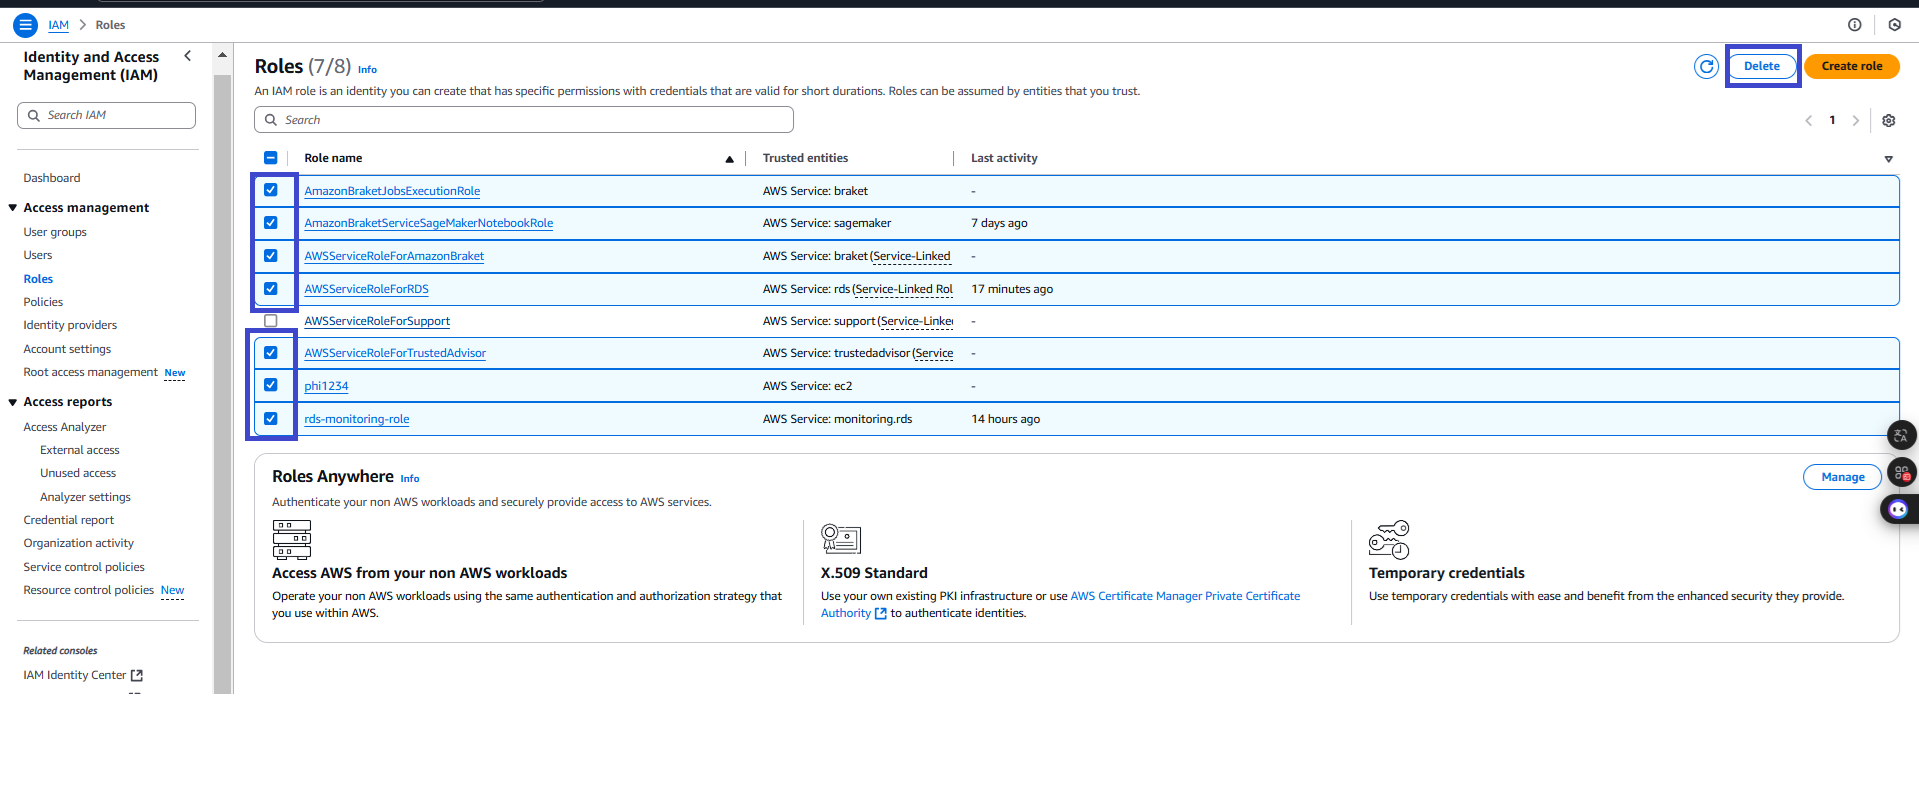 IAM > Roles
Identity and Access Management (IAM)
Search IAM
Dashboard
Access management
User groups
Users
Roles
Policies
Identity providers
Account settings
Root access management New
Access reports
Access Analyzer
External access
Unused access
Analyzer settings
Credential report
Organization activity
Service control policies
Resource control policies New
Related consoles
IAM Identity Center
Roles (7/8) Info
Delete
Create role
An IAM role is an identity you can create that has specific permissions with credentials that are valid for short durations. Roles can be assumed by entities that you trust.
Search
1
Role name Trusted entities Last activity
AmazonBraketJobsExecutionRole AWS Service: braket -
AmazonBraketServiceSageMakerNotebookRole AWS Service: sagemaker 7 days ago
AWSServiceRoleForAmazonBraket AWS Service: braket (Service-Linked -
AWSServiceRoleForRDS AWS Service: rds (Service-Linked Rol 17 minutes ago
AWSServiceRoleForSupport AWS Service: support (Service-Linke -
AWSServiceRoleForTrustedAdvisor AWS Service: trustedadvisor (Service -
phi1234 AWS Service: ec2 -
rds-monitoring-role AWS Service: monitoring.rds 14 hours ago
Roles Anywhere Info
Manage
Authenticate your non AWS workloads and securely provide access to AWS services.
Access AWS from your non AWS workloads
Operate your non AWS workloads using the same authentication and authorization strategy that
you use within AWS.
X.509 Standard
Use your own existing PKI infrastructure or use AWS Certificate Manager Private Certificate
Authority to authenticate identities.
Temporary credentials
Use temporary credentials with ease and benefit from the enhanced security they provide.